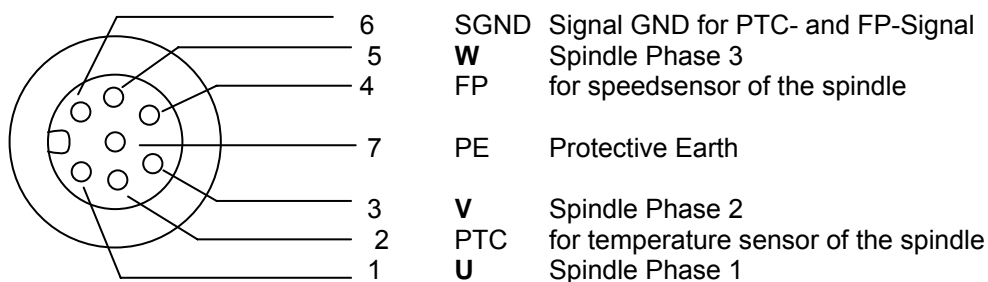 6 SGND Signal GND for PTC- and FP-Signal
5 W Spindle Phase 3
4 FP for speedsensor of the spindle
7 PE Protective Earth
3 V Spindle Phase 2
2 PTC for temperature sensor of the spindle
1 U Spindle Phase 1